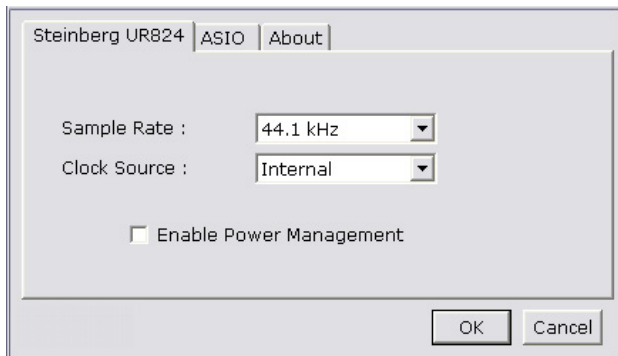 Steinberg UR824 ASIO About
Sample Rate : 44.1 kHz
Clock Source : Internal
Enable Power Management
OK Cancel